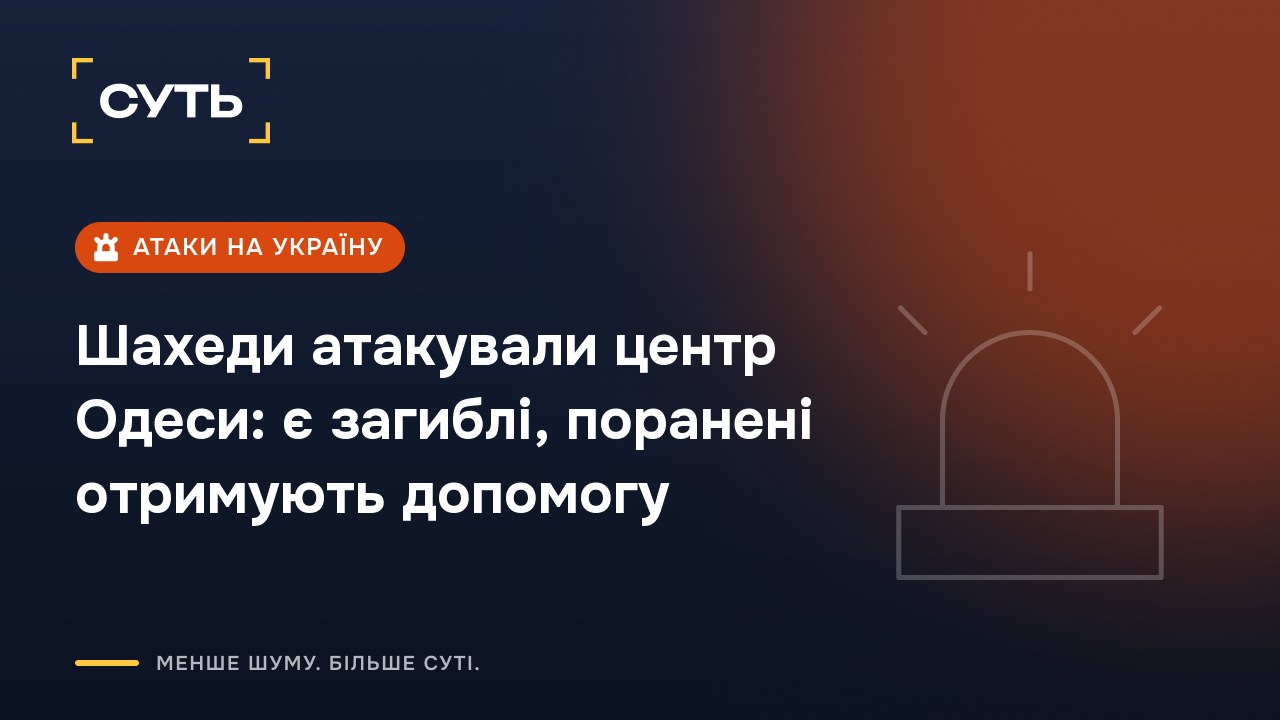 СУТЬ
АТАКИ НА УКРАЇНУ
Шахеди атакували центр
Одеси: є загиблі, поранені
отримують допомогу
МЕНШЕ ШУМУ. БІЛЬШЕ СУТІ.